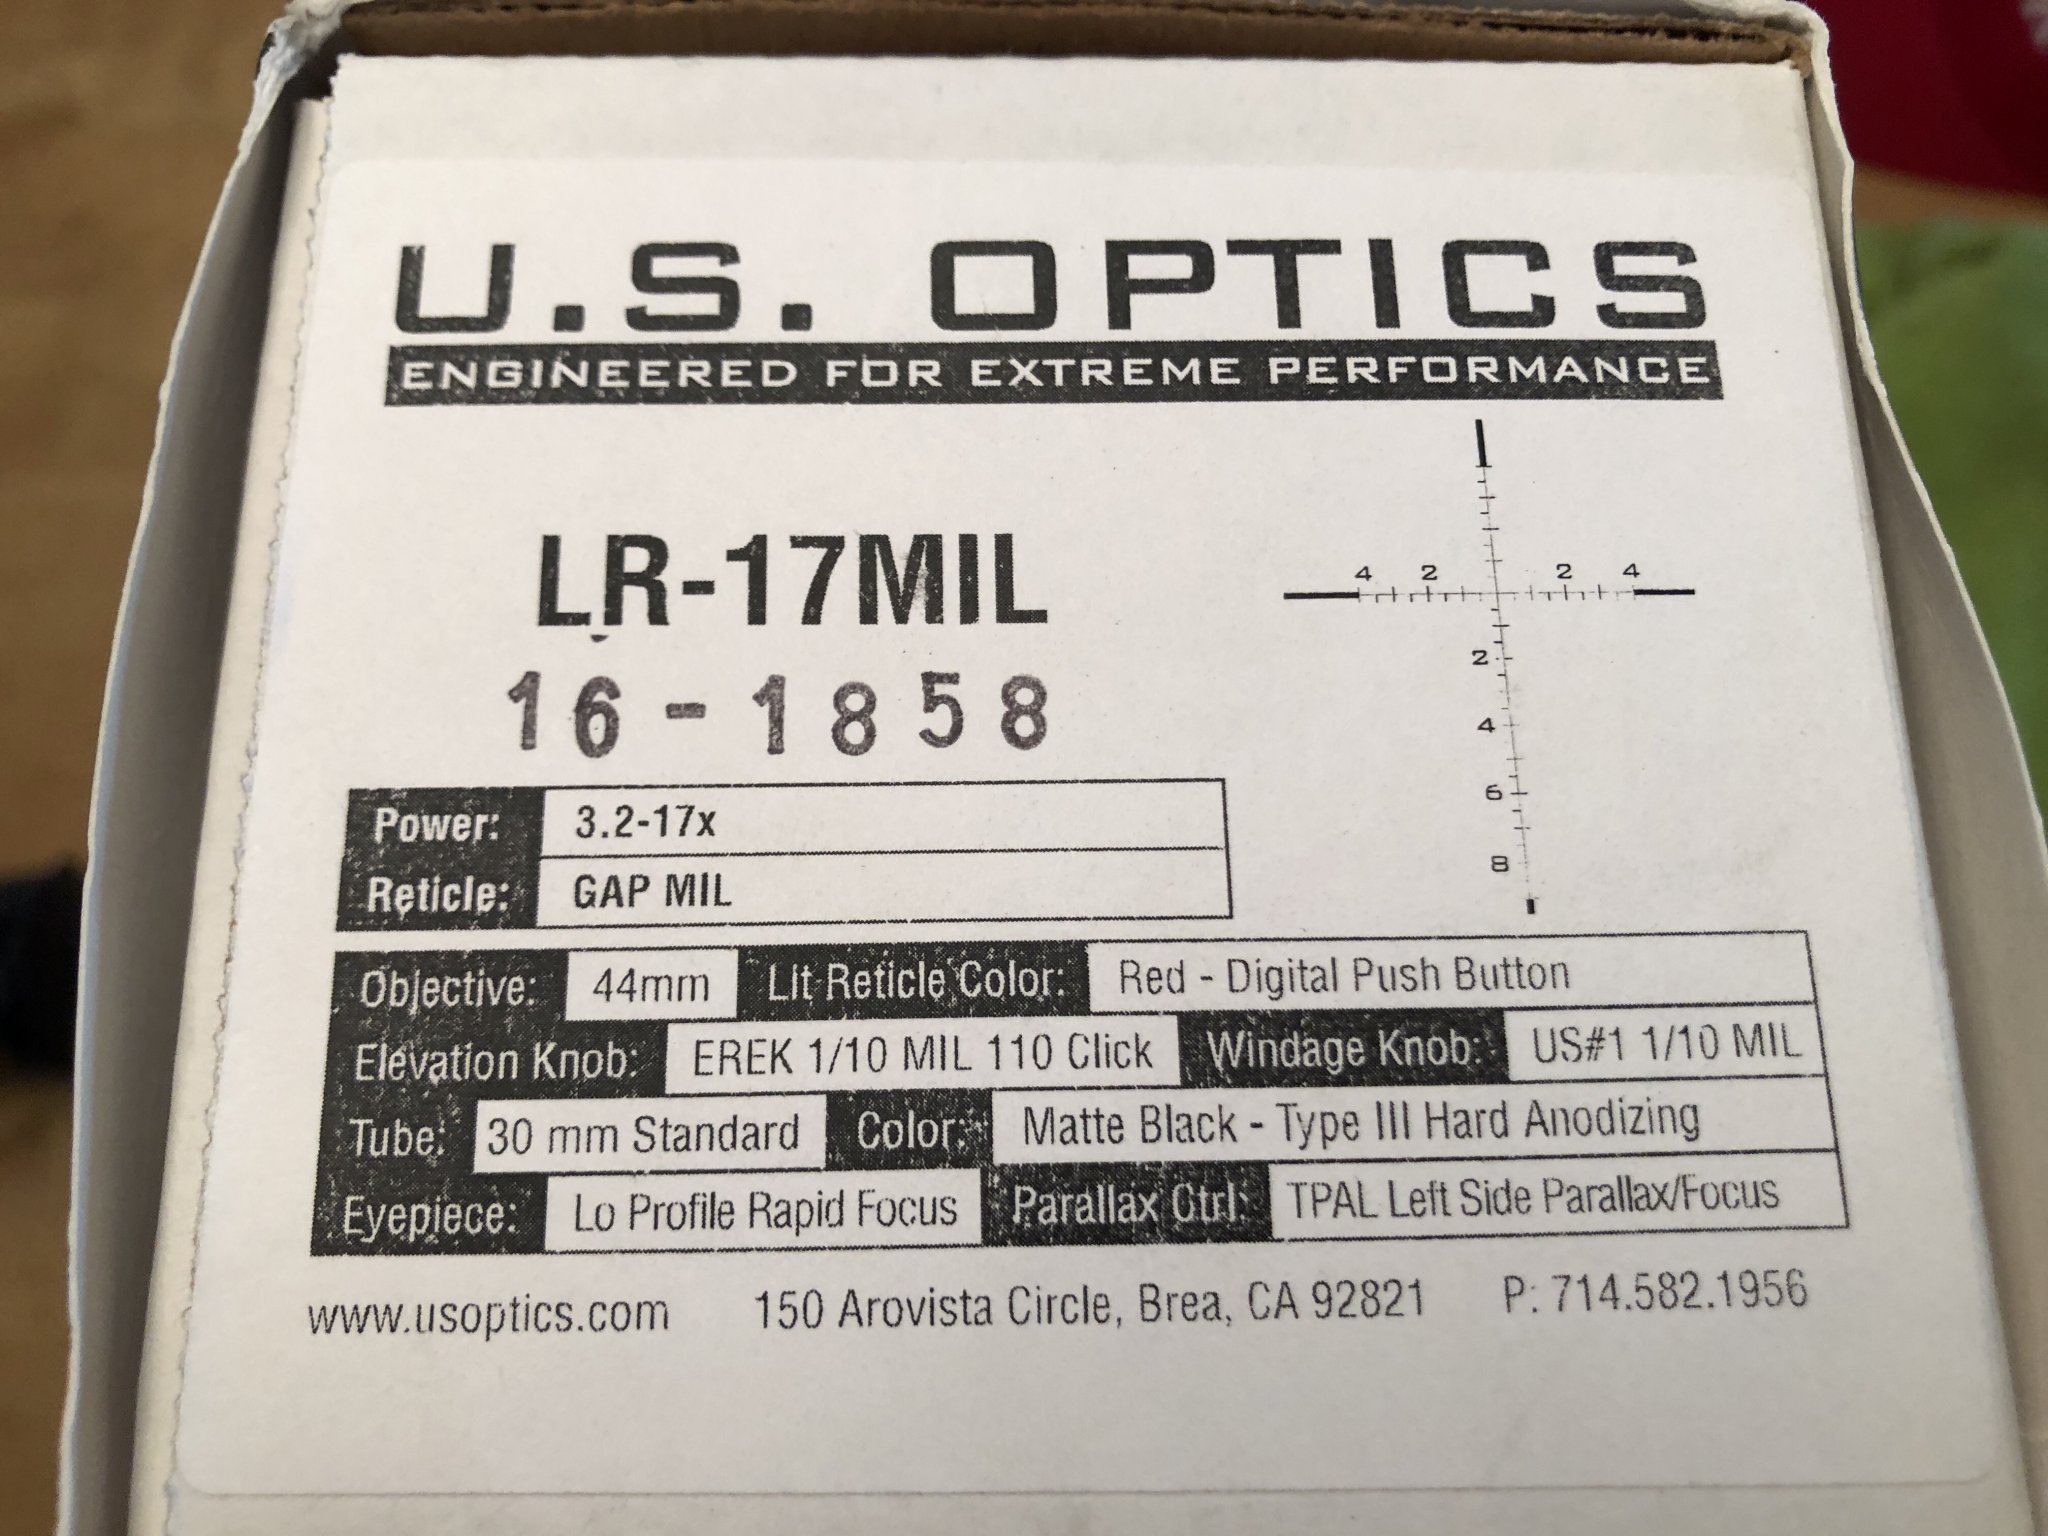 U.S. OPTICS
ENGINEERED FOR EXTREME PERFORMANCE
LR-17MIL
16-1858
4 2 2 4
2
4
6
8
Power: 3.2-17x
Reticle: GAP MIL
Objective: 44mm Lit Reticle Color: Red - Digital Push Button
Elevation Knob: EREK 1/10 MIL 110 Click Windage Knob: US#1 1/10 MIL
Tube: 30 mm Standard Color: Matte Black - Type III Hard Anodizing
Eyepiece: Lo Profile Rapid Focus Parallax Ctrl: TPAL Left Side Parallax/Focus
www.usoptics.com 150 Arovista Circle, Brea, CA 92821 P: 714.582.1956